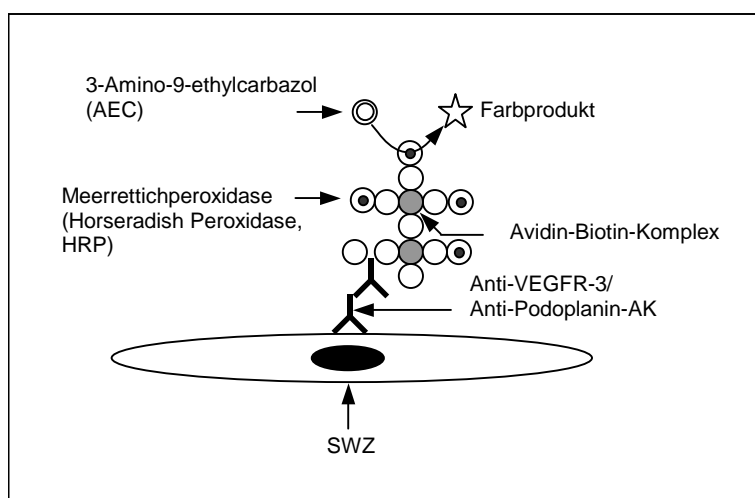 3-Amino-9-ethylcarbazol
(AEC)
Farbprodukt
Meerrettichperoxidase
(Horseradish Peroxidase,
HRP)
Avidin-Biotin-Komplex
Anti-VEGFR-3/
Anti-Podoplanin-AK
SWZ